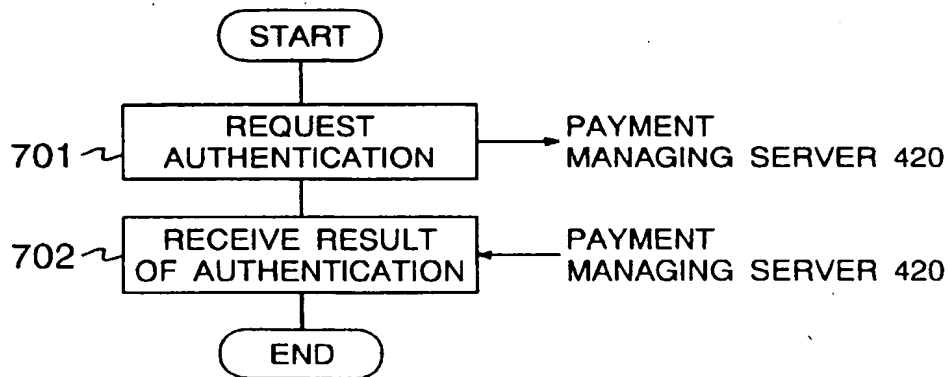 START
701
REQUEST
AUTHENTICATION
PAYMENT
MANAGING SERVER 420
702
RECEIVE RESULT
OF AUTHENTICATION
PAYMENT
MANAGING SERVER 420
END